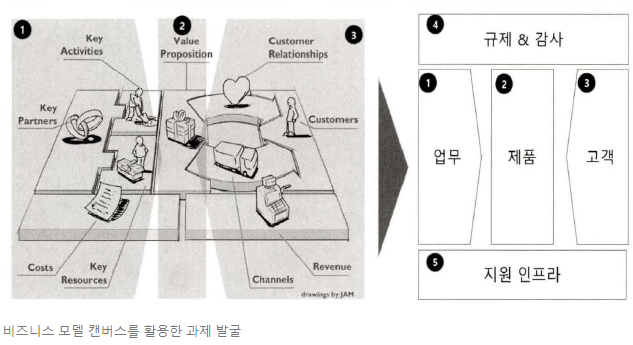 1
2
3
Key
Activities
Value
Proposition
Customer
Relationships
Key
Partners
Customers
Costs
Key
Resources
Channels
Revenue
drawings by JAM
4
규제 & 감사
1
업무
2
제품
3
고객
5
지원 인프라
비즈니스 모델 캔버스를 활용한 과제 발굴